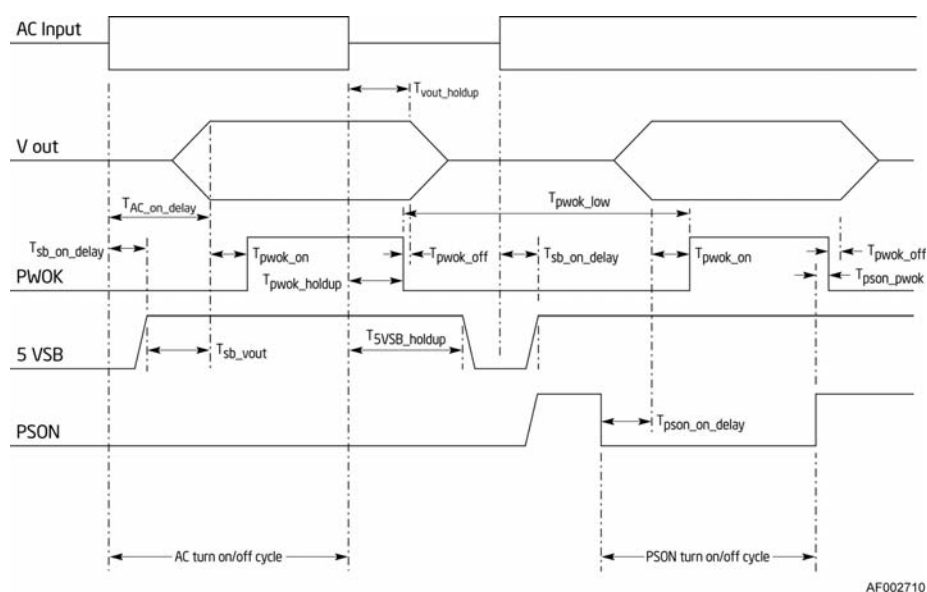 AC Input
Tvout_holdup
V out
TAC_on_delay
Tpwok_low
Tsb_on_delay
Tpwok_on
Tpwok_off
Tsb_on_delay
Tpwok_on
Tpwok_off
PWOK
Tpwok_holdup
Tpson_pwok
5 VSB
Tsb_vout
T5VSB_holdup
PSON
Tpson_on_delay
AC turn on/off cycle
PSON turn on/off cycle
AF002710